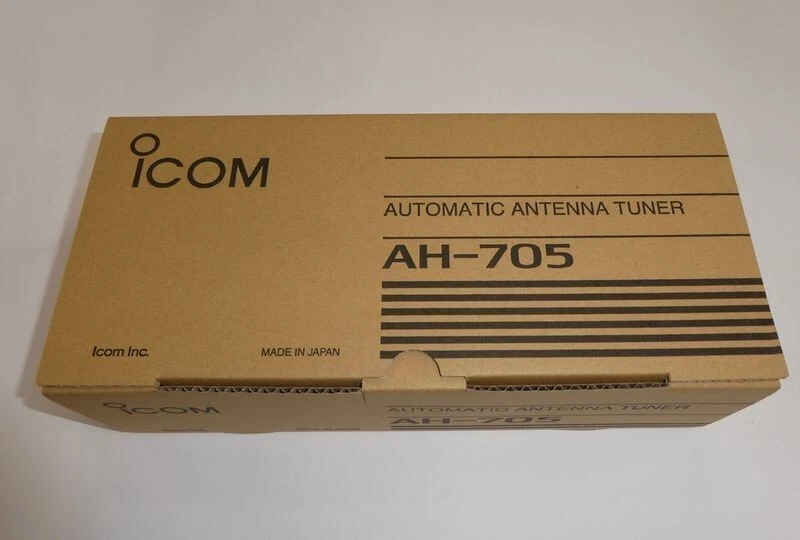 ICOM
AUTOMATIC ANTENNA TUNER
AH-705
Icom Inc.
MADE IN JAPAN
ICOM
AUTOMATIC ANTENNA TUNER
AH-705